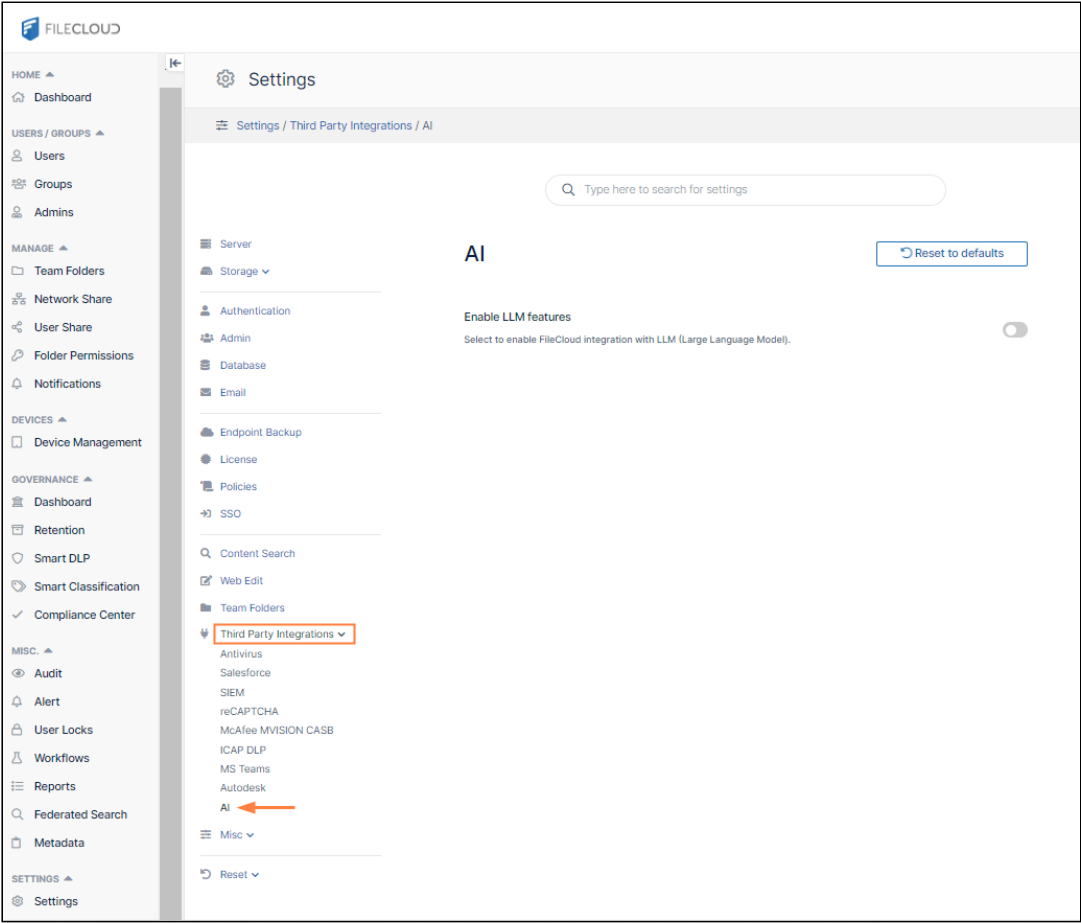 FILECLOUD
HOME
Dashboard
USERS / GROUPS
Users
Groups
Admins
MANAGE
Team Folders
Network Share
User Share
Folder Permissions
Notifications
DEVICES
Device Management
GOVERNANCE
Dashboard
Retention
Smart DLP
Smart Classification
Compliance Center
MISC.
Audit
Alert
User Locks
Workflows
Reports
Federated Search
Metadata
SETTINGS
Settings
Settings
Settings / Third Party Integrations / AI
Type here to search for settings
Server
Storage
Authentication
Admin
Database
Email
Endpoint Backup
License
Policies
SSO
Content Search
Web Edit
Team Folders
Third Party Integrations
Antivirus
Salesforce
SIEM
reCAPTCHA
McAfee MVISION CASB
ICAP DLP
MS Teams
Autodesk
AI
Misc
Reset
AI
Reset to defaults
Enable LLM features
Select to enable FileCloud integration with LLM (Large Language Model).